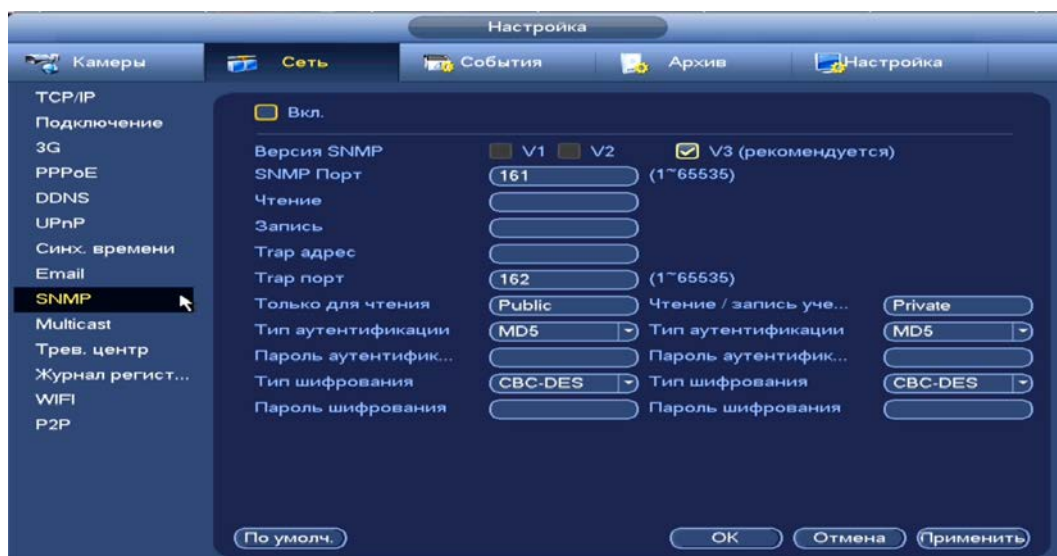 Настройка
Камеры Сеть События Архив Настройка
TCP/IP
Подключение
3G
PPPoE
DDNS
UPnP
Синх. времени
Email
SNMP
Multicast
Трев. центр
Журнал регист...
WIFI
P2P
Вкл.
Версия SNMP V1 V2 V3 (рекомендуется)
SNMP Порт 161 (1~65535)
Чтение
Запись
Trap адрес
Trap порт 162 (1~65535)
Только для чтения Public Чтение / запись уче... Private
Тип аутентификации MD5 Тип аутентификации MD5
Пароль аутентифик... Пароль аутентифик...
Тип шифрования CBC-DES Тип шифрования CBC-DES
Пароль шифрования Пароль шифрования
По умолч. OK Отмена Применить